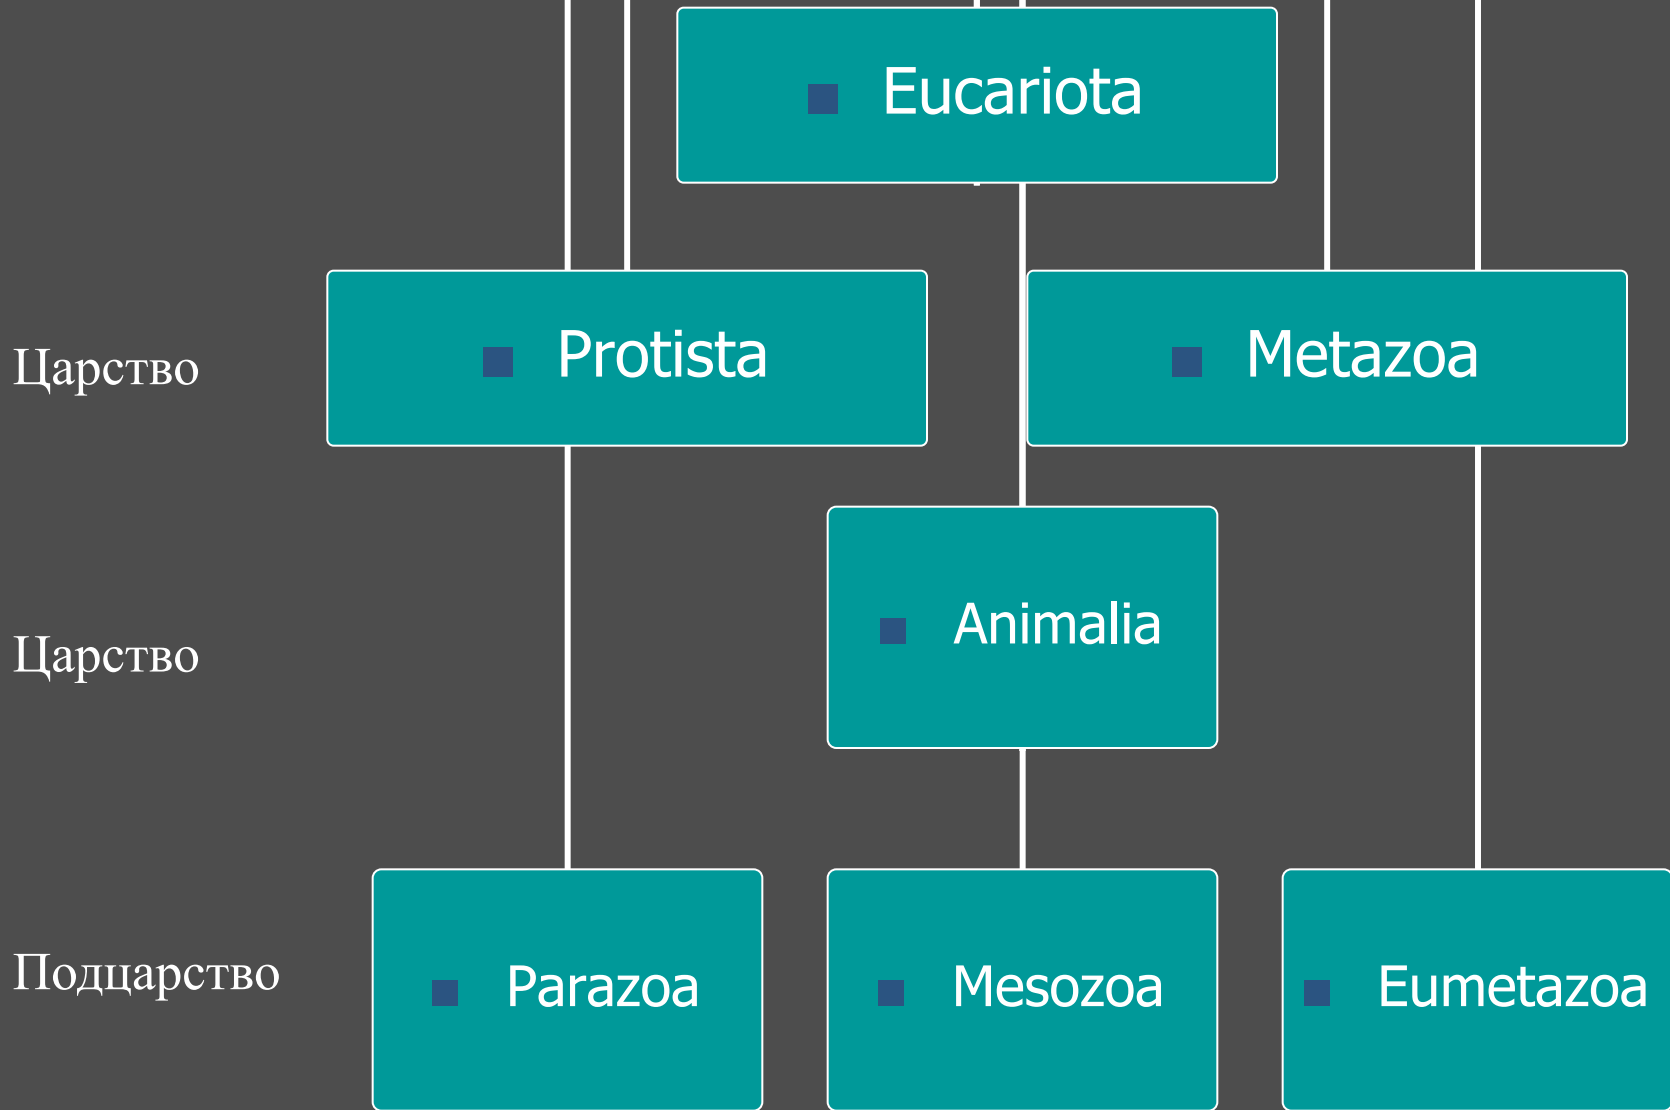 Eucariota
Царство
Protista
Metazoa
Царство
Animalia
Подцарство
Parazoa
Mesozoa
Eumetazoa